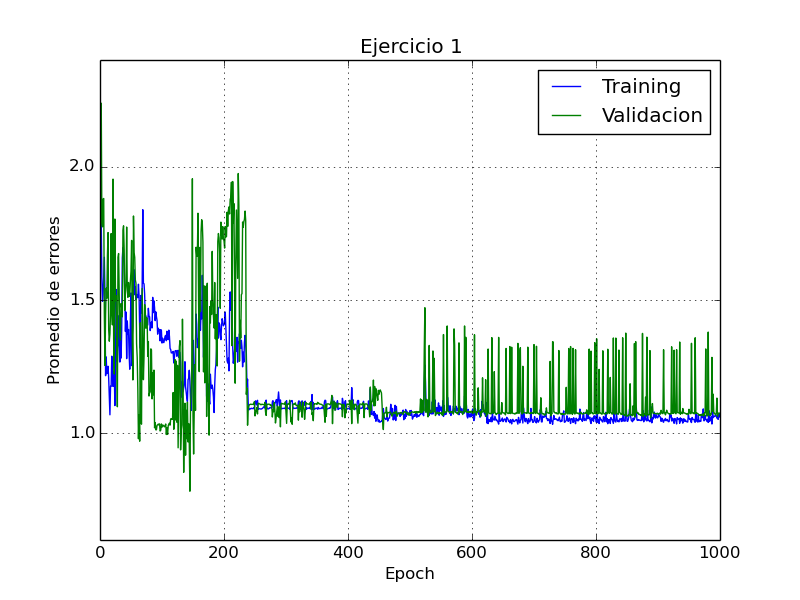 Ejercicio 1
Training
Validacion
Promedio de errores
2.0
1.5
1.0
0 200 400 600 800 1000
Epoch